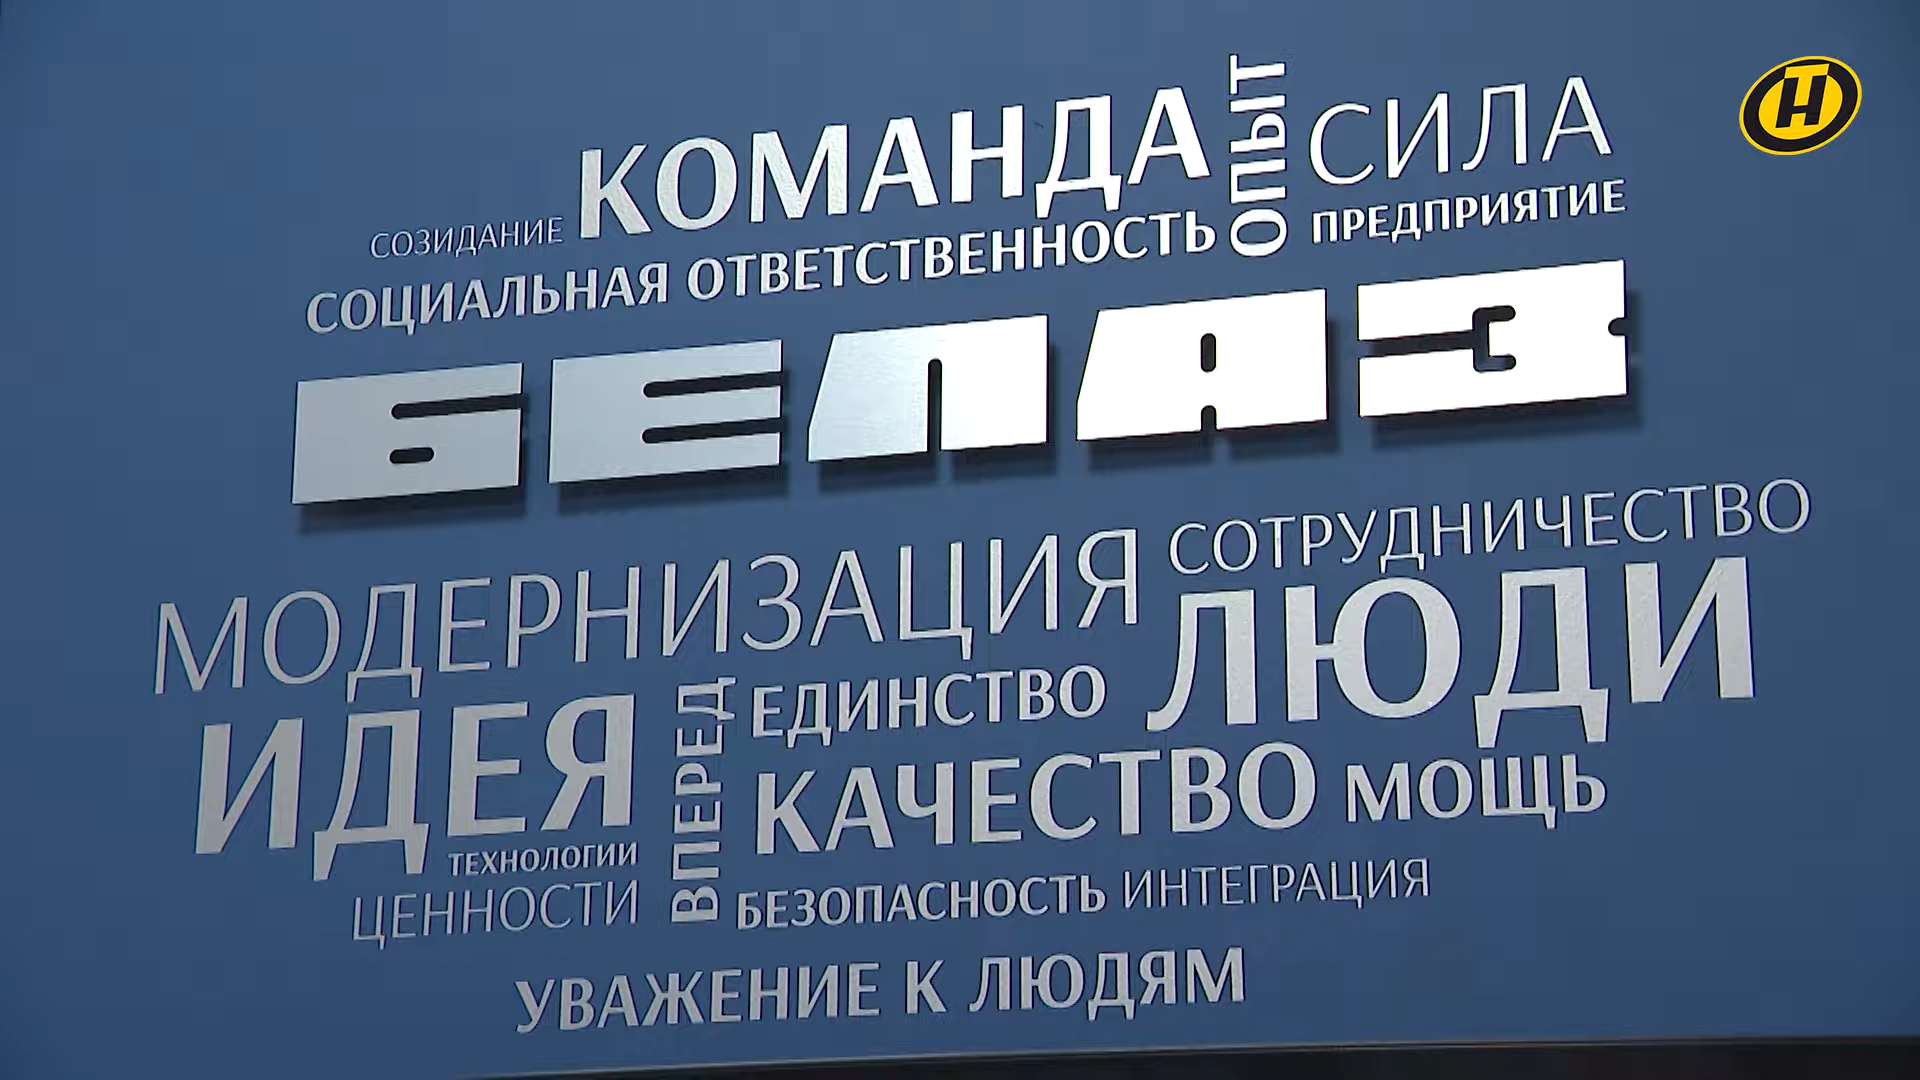 ОНТ
СОЗИДАНИЕ КОМАНДА ОПЫТ СИЛА
СОЦИАЛЬНАЯ ОТВЕТСТВЕННОСТЬ ПРЕДПРИЯТИЕ
БЕЛАЗ
МОДЕРНИЗАЦИЯ СОТРУДНИЧЕСТВО
ИДЕЯ ВПЕРЕД ЕДИНСТВО ЛЮДИ
ТЕХНОЛОГИИ КАЧЕСТВО МОЩЬ
ЦЕННОСТИ БЕЗОПАСНОСТЬ ИНТЕГРАЦИЯ
УВАЖЕНИЕ К ЛЮДЯМ